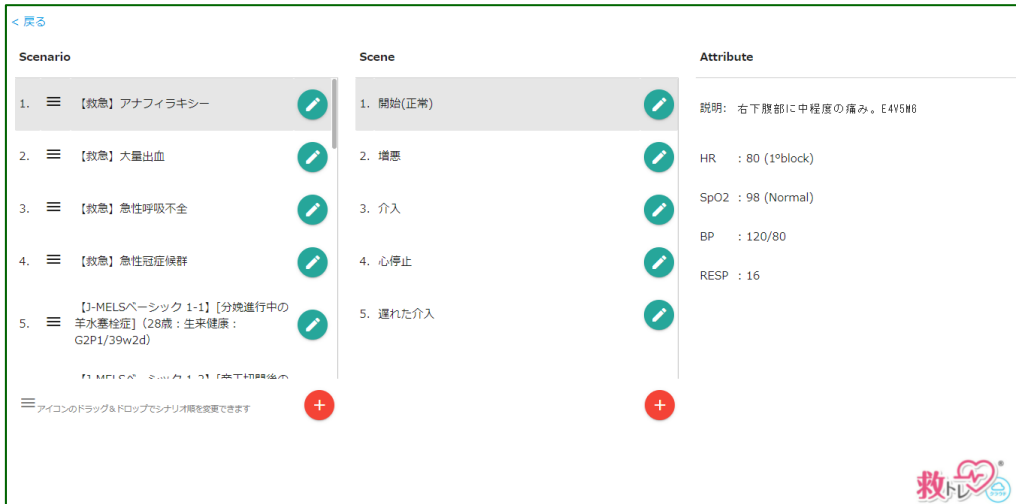 < 戻る
Scenario
1. 【救急】アナフィラキシー
2. 【救急】大量出血
3. 【救急】急性呼吸不全
4. 【救急】急性冠症候群
5. 【J-MELSベーシック 1-1】[分娩進行中の
羊水塞栓症]（28歳：生来健康：
G2P1/39w2d）
アイコンのドラッグ＆ドロップでシナリオ順を変更できます
Scene
1. 開始(正常)
2. 増悪
3. 介入
4. 心停止
5. 遅れた介入
Attribute
説明: 右下腹部に中程度の痛み。E4V5M6
HR : 80 (1ºblock)
SpO2 : 98 (Normal)
BP : 120/80
RESP : 16
救トレ®
クラウド